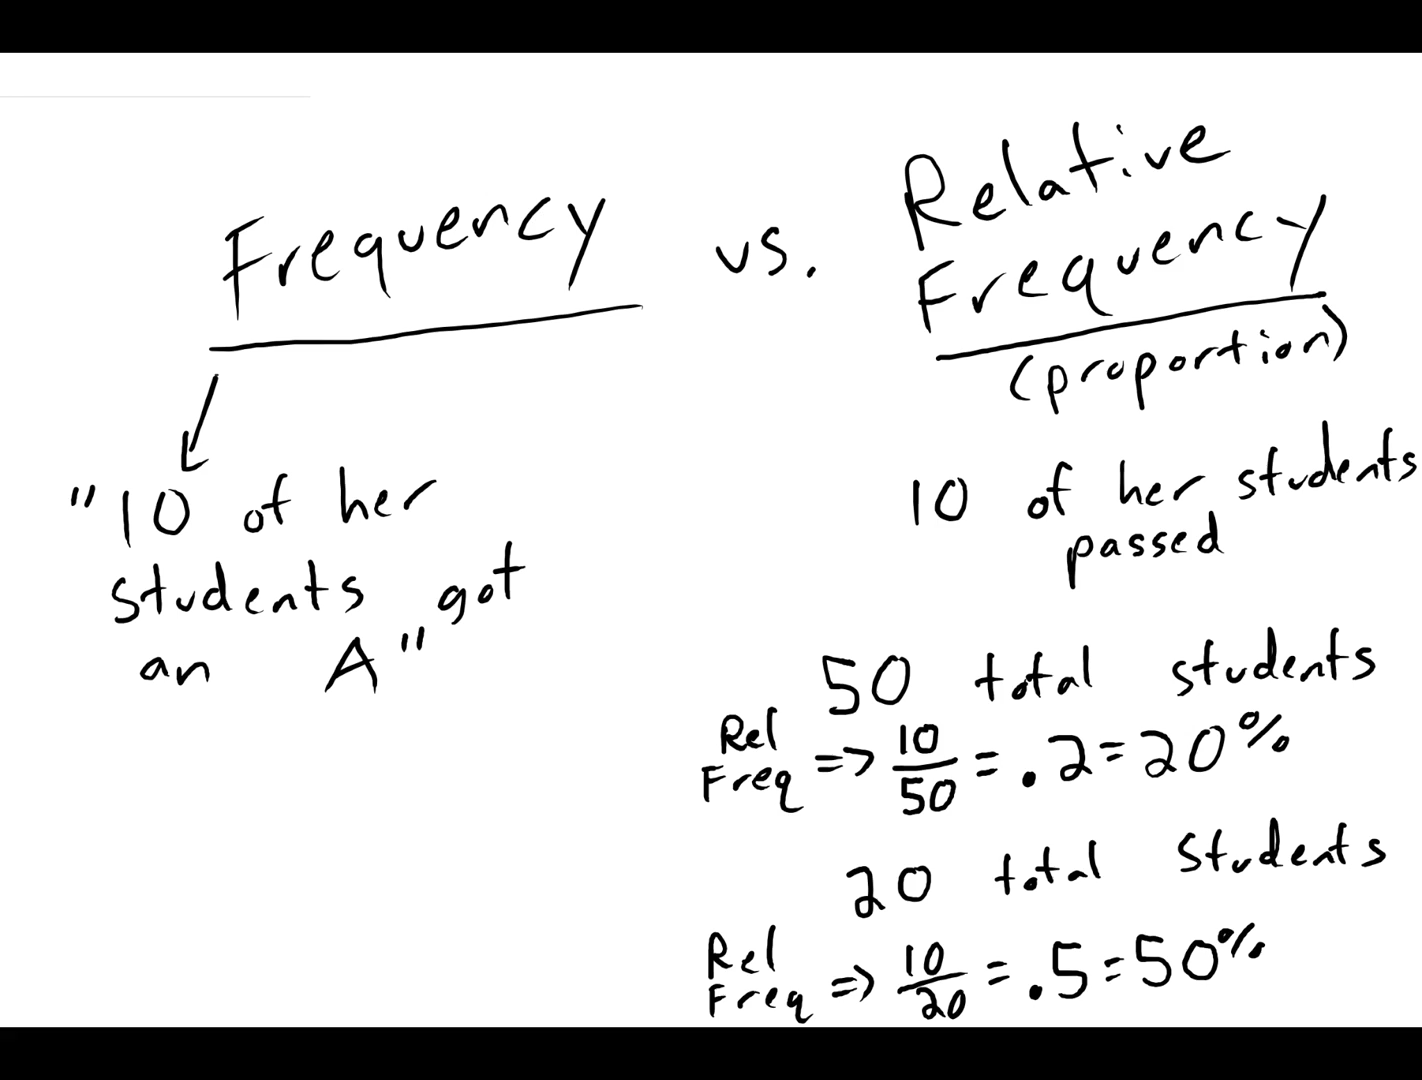 Frequency vs. Relative
Frequency
(proportion)
"10 of her
students got
an A"
10 of her students
passed
50 total students
Rel
Freq => 10/50 = .2 = 20%
20 total students
Rel
Freq => 10/20 = .5 = 50%